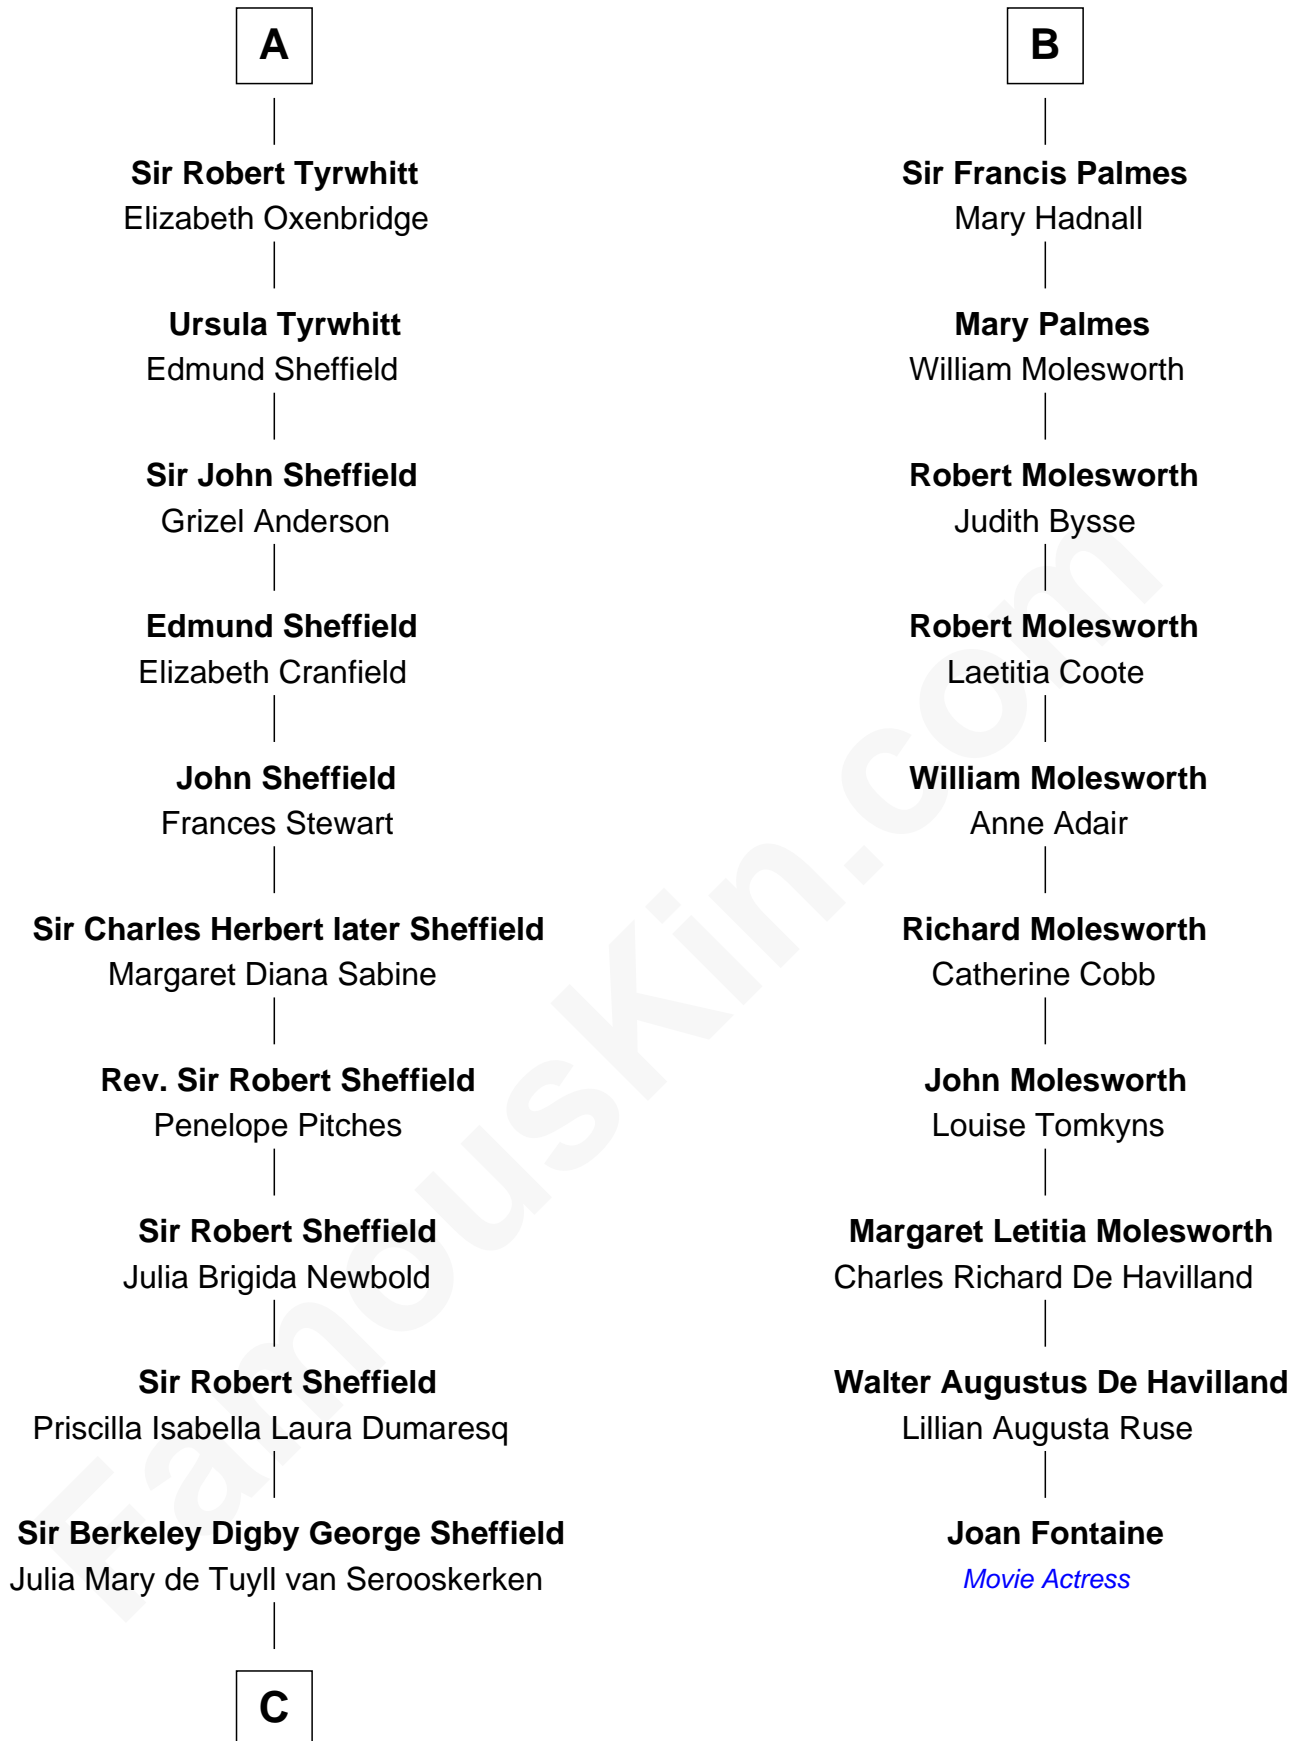 A
Sir Robert Tyrwhitt
Elizabeth Oxenbridge
Ursula Tyrwhitt
Edmund Sheffield
Sir John Sheffield
Grizel Anderson
Edmund Sheffield
Elizabeth Cranfield
John Sheffield
Frances Stewart
Sir Charles Herbert later Sheffield
Margaret Diana Sabine
Rev. Sir Robert Sheffield
Penelope Pitches
Sir Robert Sheffield
Julia Brigida Newbold
Sir Robert Sheffield
Priscilla Isabella Laura Dumaresq
Sir Berkeley Digby George Sheffield
Julia Mary de Tuyll van Serooskerken
C
B
Sir Francis Palmes
Mary Hadnall
Mary Palmes
William Molesworth
Robert Molesworth
Judith Bysse
Robert Molesworth
Laetitia Coote
William Molesworth
Anne Adair
Richard Molesworth
Catherine Cobb
John Molesworth
Louise Tomkyns
Margaret Letitia Molesworth
Charles Richard De Havilland
Walter Augustus De Havilland
Lillian Augusta Ruse
Joan Fontaine
Movie Actress
FamousKin.com